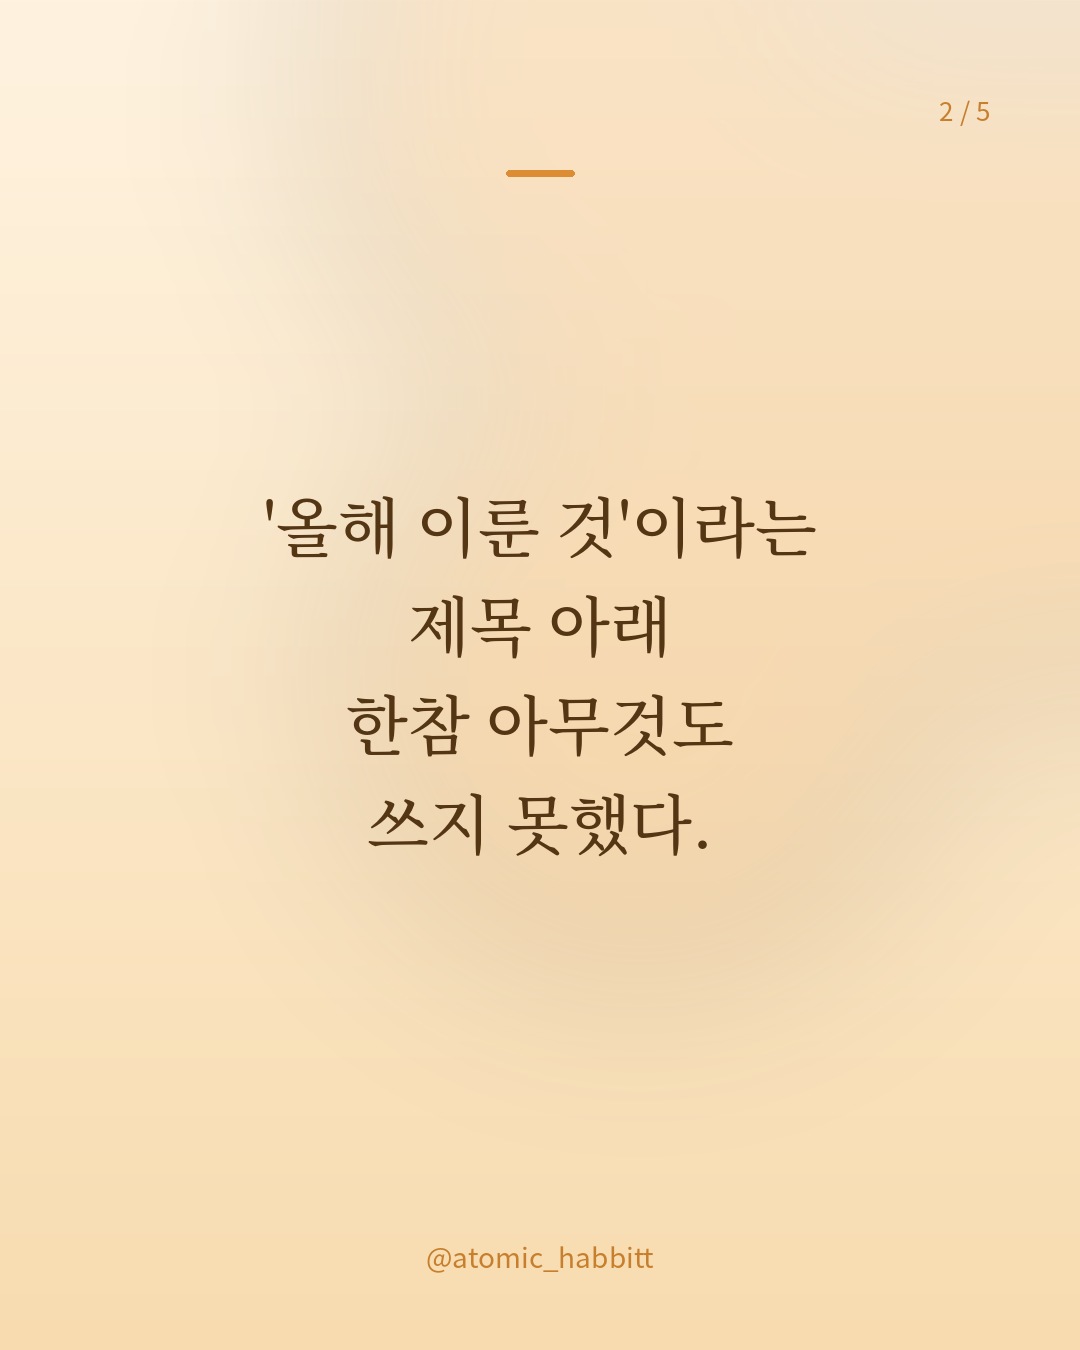 2 / 5
'올해 이룬 것'이라는
제목 아래
한참 아무것도
쓰지 못했다.
@atomic_habbitt